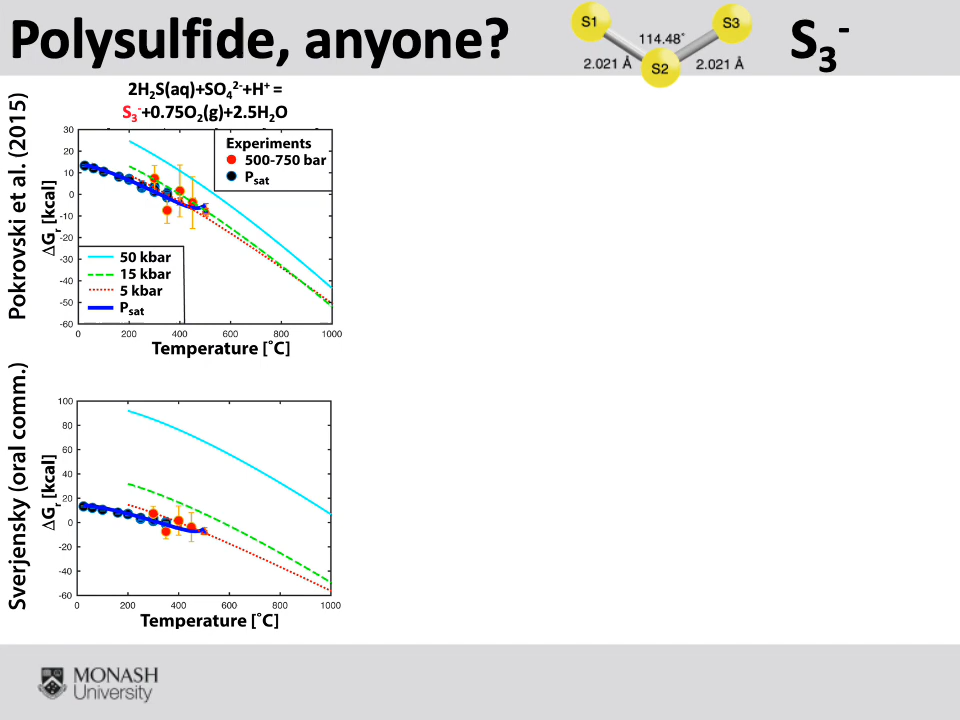 Polysulfide, anyone?
S1
S3
114.48°
2.021 Å
2.021 Å
S2
S₃⁻
Pokrovski et al. (2015)
2H₂S(aq)+SO₄²⁻+H⁺ =
S₃⁻+0.75O₂(g)+2.5H₂O
Experiments
500-750 bar
Psat
30
20
10
0
-10
-20
-30
-40
-50
-60
ΔGr [kcal]
50 kbar
15 kbar
5 kbar
Psat
0 200 400 600 800 1000
Temperature [˚C]
Sverjensky (oral comm.)
100
80
60
40
20
0
-20
-40
-60
ΔGr [kcal]
0 200 400 600 800 1000
Temperature [˚C]
MONASH
University